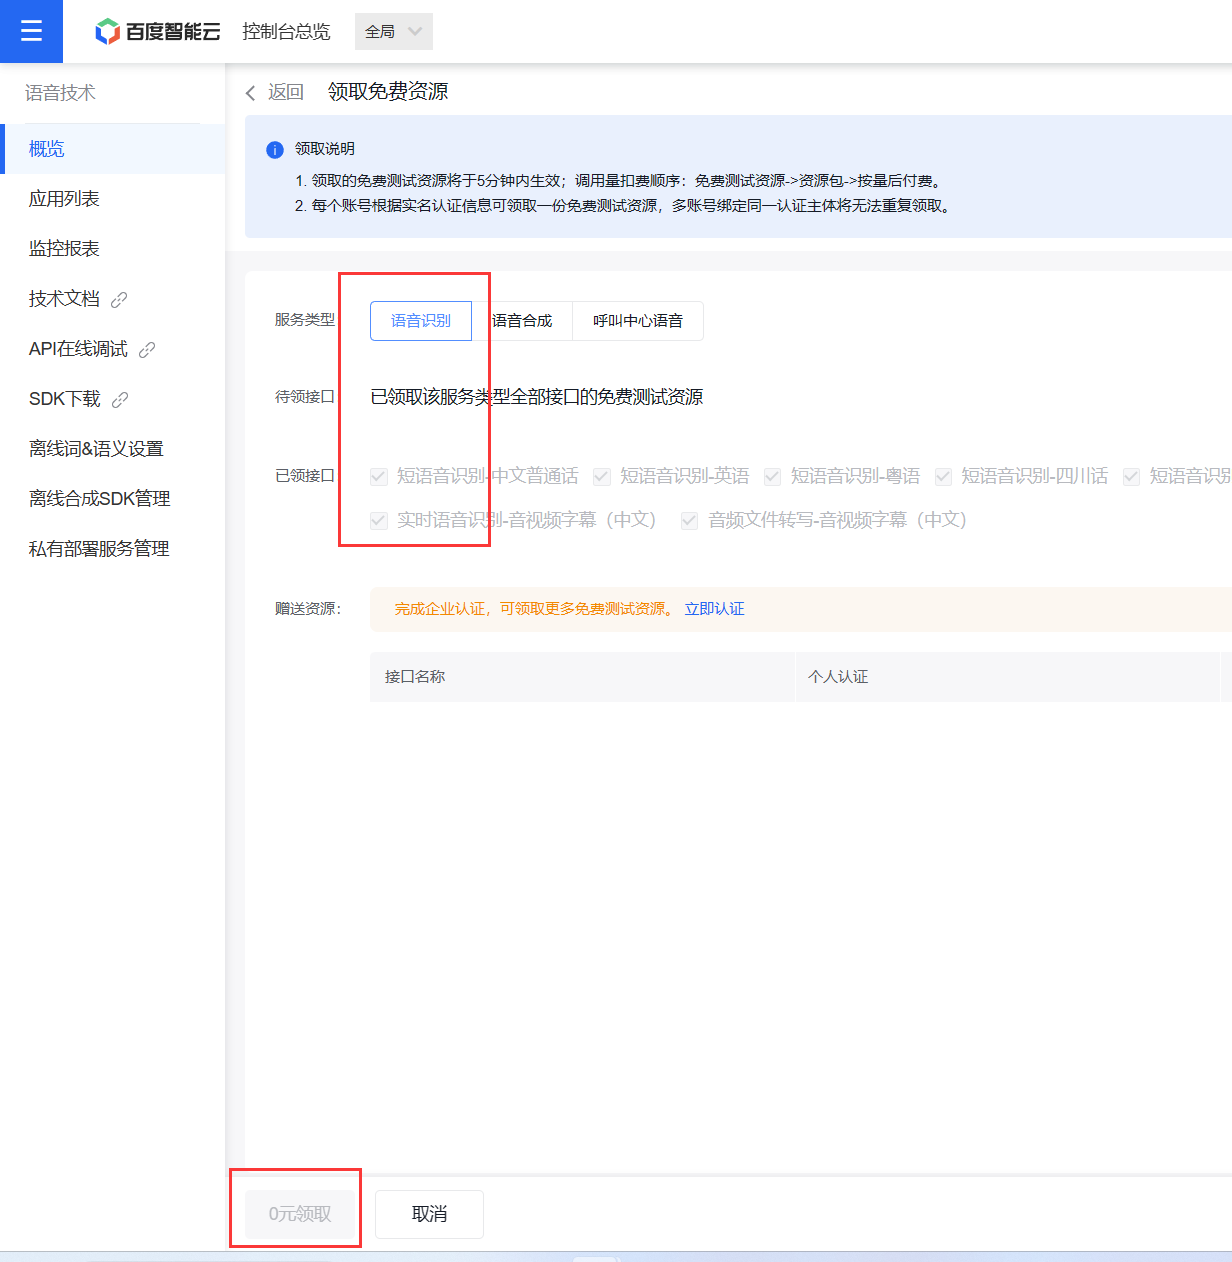 百度智能云 控制台总览 全局
语音技术
概览
应用列表
监控报表
技术文档
API在线调试
SDK下载
离线词&语义设置
离线合成SDK管理
私有部署服务管理
返回 领取免费资源
领取说明
1. 领取的免费测试资源将于5分钟内生效；调用量扣费顺序：免费测试资源->资源包->按量后付费。
2. 每个账号根据实名认证信息可领取一份免费测试资源，多账号绑定同一认证主体将无法重复领取。
服务类型 语音识别 语音合成 呼叫中心语音
待领接口 已领取该服务类型全部接口的免费测试资源
已领接口 短语音识别-中文普通话 短语音识别-英语 短语音识别-粤语 短语音识别-四川话 短语音识别
实时语音识别-音视频字幕（中文） 音频文件转写-音视频字幕（中文）
赠送资源： 完成企业认证，可领取更多免费测试资源。 立即认证
接口名称 个人认证
0元领取 取消